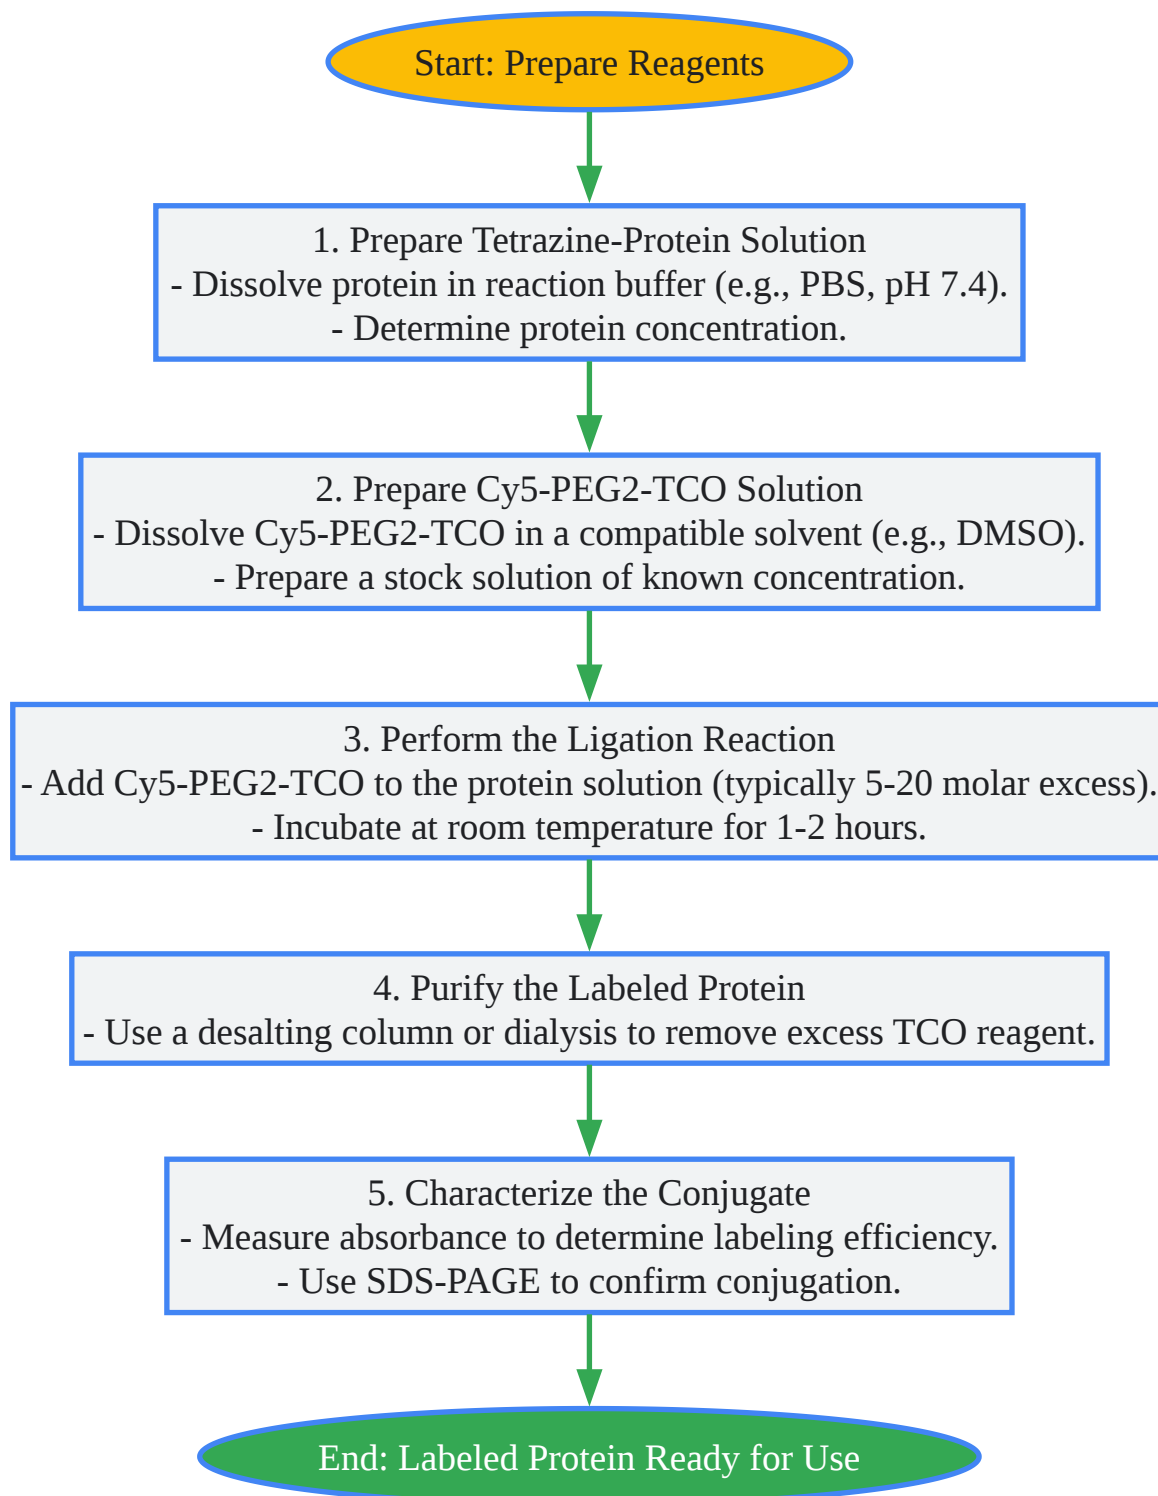 Start: Prepare Reagents
1. Prepare Tetrazine-Protein Solution
- Dissolve protein in reaction buffer (e.g., PBS, pH 7.4).
- Determine protein concentration.
2. Prepare Cy5-PEG2-TCO Solution
- Dissolve Cy5-PEG2-TCO in a compatible solvent (e.g., DMSO).
- Prepare a stock solution of known concentration.
3. Perform the Ligation Reaction
- Add Cy5-PEG2-TCO to the protein solution (typically 5-20 molar excess).
- Incubate at room temperature for 1-2 hours.
4. Purify the Labeled Protein
- Use a desalting column or dialysis to remove excess TCO reagent.
5. Characterize the Conjugate
- Measure absorbance to determine labeling efficiency.
- Use SDS-PAGE to confirm conjugation.
End: Labeled Protein Ready for Use